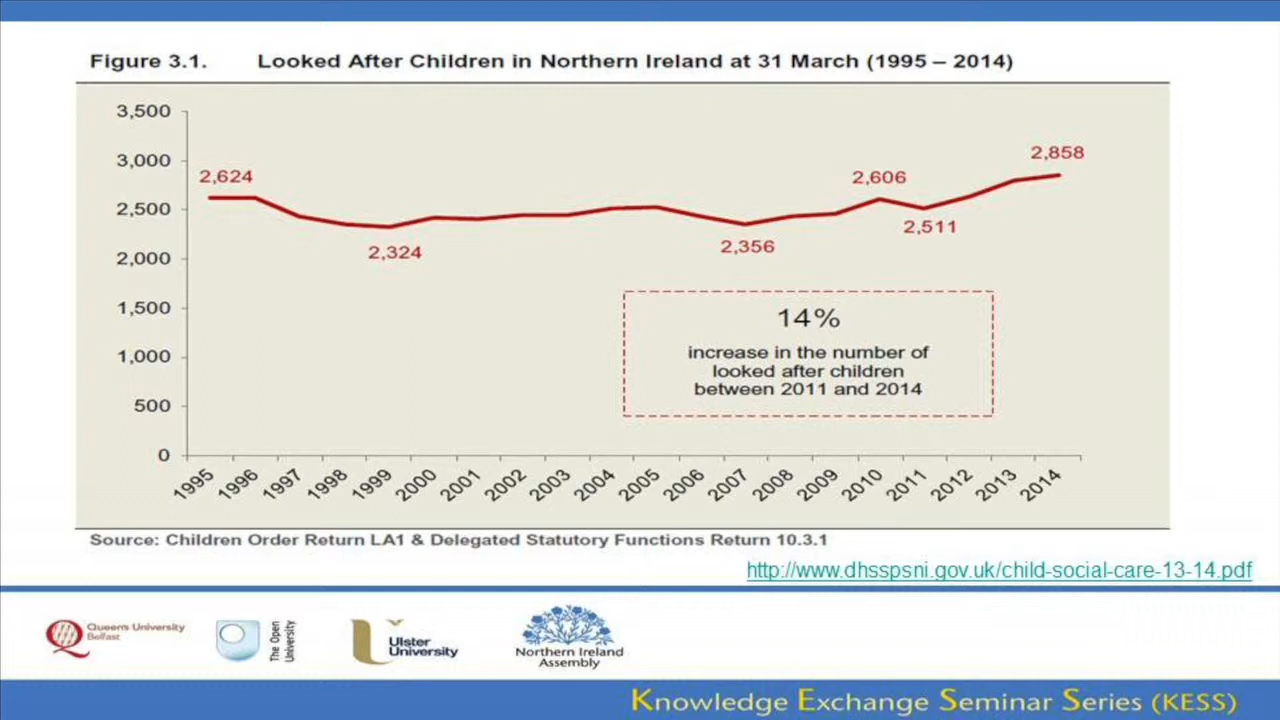 Figure 3.1. Looked After Children in Northern Ireland at 31 March (1995 – 2014)
3,500
3,000
2,500
2,000
1,500
1,000
500
0
2,624
2,324
2,356
2,606
2,511
2,858
14%
increase in the number of
looked after children
between 2011 and 2014
1995 1996 1997 1998 1999 2000 2001 2002 2003 2004 2005 2006 2007 2008 2009 2010 2011 2012 2013 2014
Source: Children Order Return LA1 & Delegated Statutory Functions Return 10.3.1
http://www.dhsspsni.gov.uk/child-social-care-13-14.pdf
Queen's University
Belfast
The Open
University
Ulster
University
Northern Ireland
Assembly
Knowledge Exchange Seminar Series (KESS)